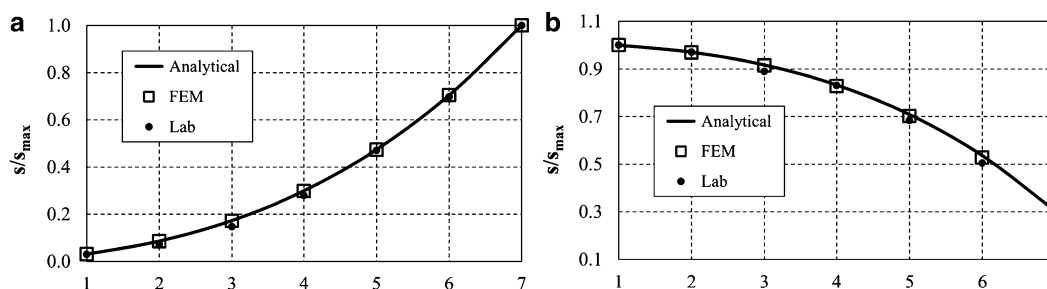 a
s/smax
1.0
0.8
0.6
0.4
0.2
0.0
Analytical
FEM
Lab
1 2 3 4 5 6 7
b
s/smax
1.1
0.9
0.7
0.5
0.3
0.1
Analytical
FEM
Lab
1 2 3 4 5 6